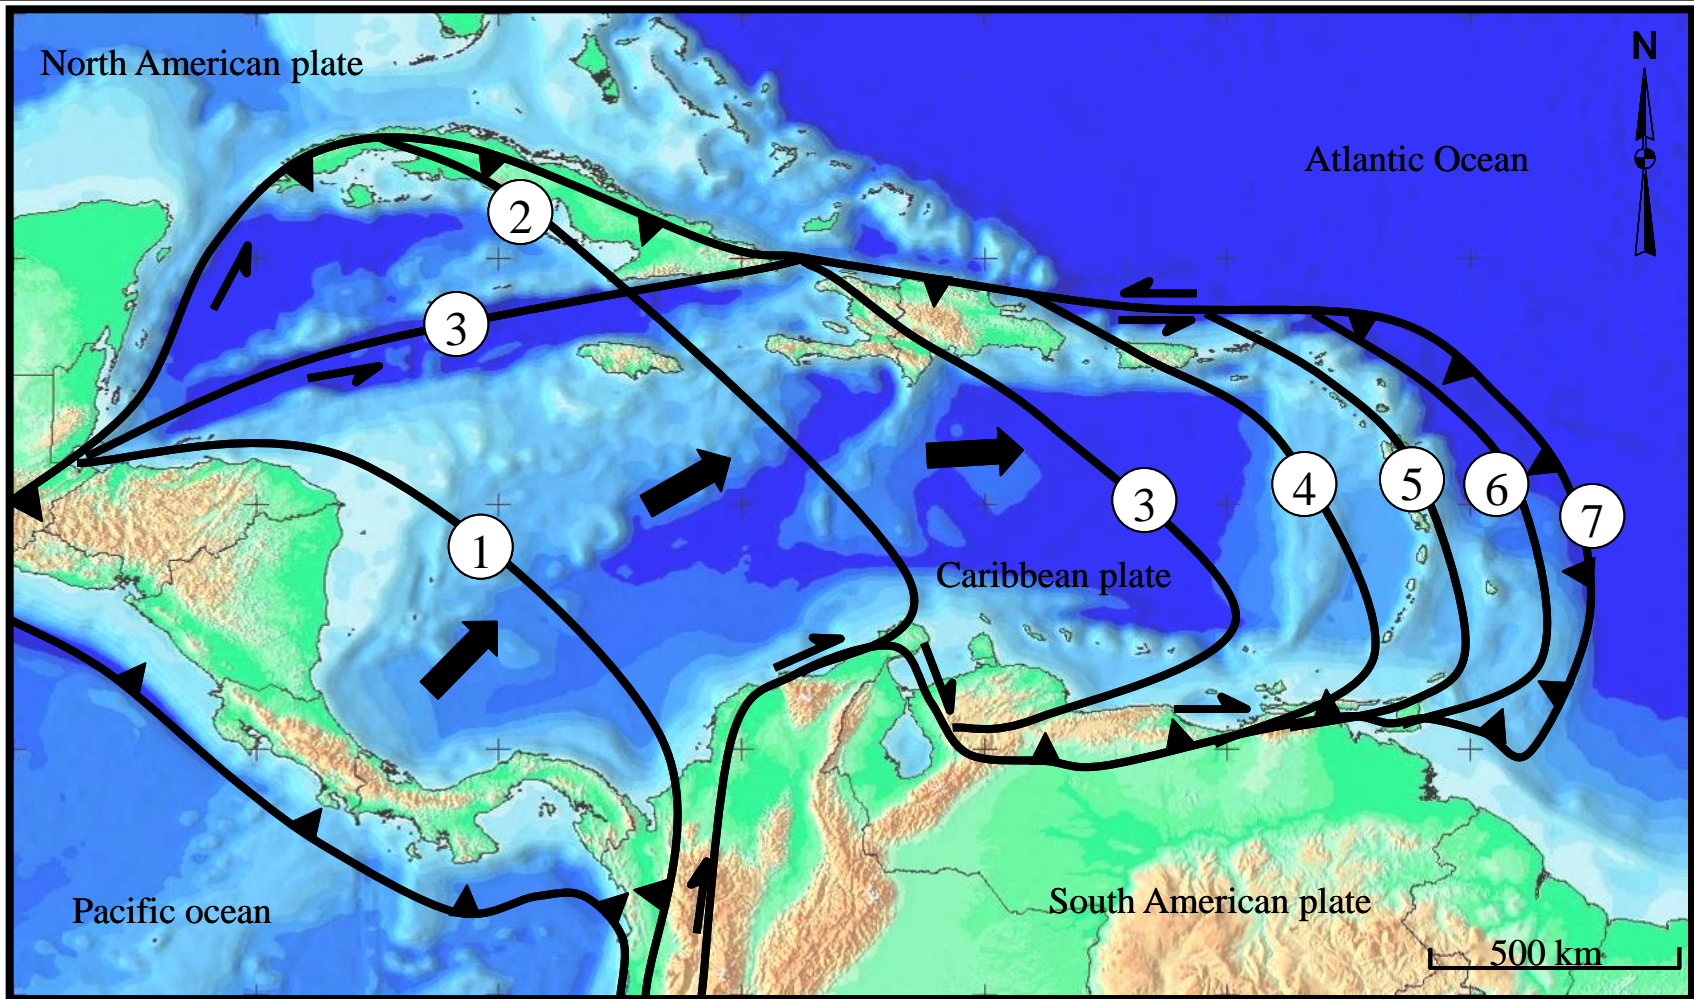 N
North American plate
Atlantic Ocean
2
3
3
4
5
6
7
1
Caribbean plate
Pacific ocean
South American plate
500 km